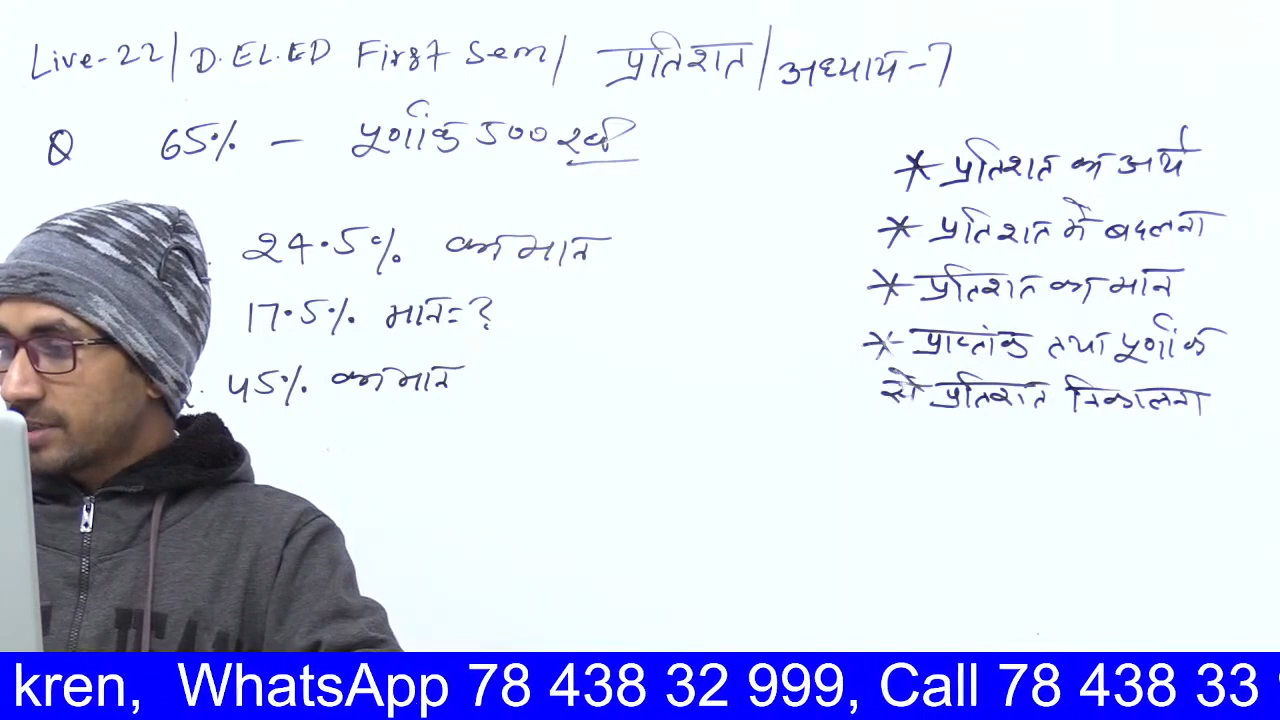 Live-22/ D.EL.ED First Sem/ प्रतिशत/ अध्याय-7
Q 65% - पूर्णांक 500
24.5% का मान
17.5% मान=?
45% का मान
* प्रतिशत का अर्थ
* प्रतिशत में बदलना
* प्रतिशत का मान
* प्राप्तांक तथा पूर्णांक
से प्रतिशत निकालना
kren, WhatsApp 78 438 32 999, Call 78 438 33